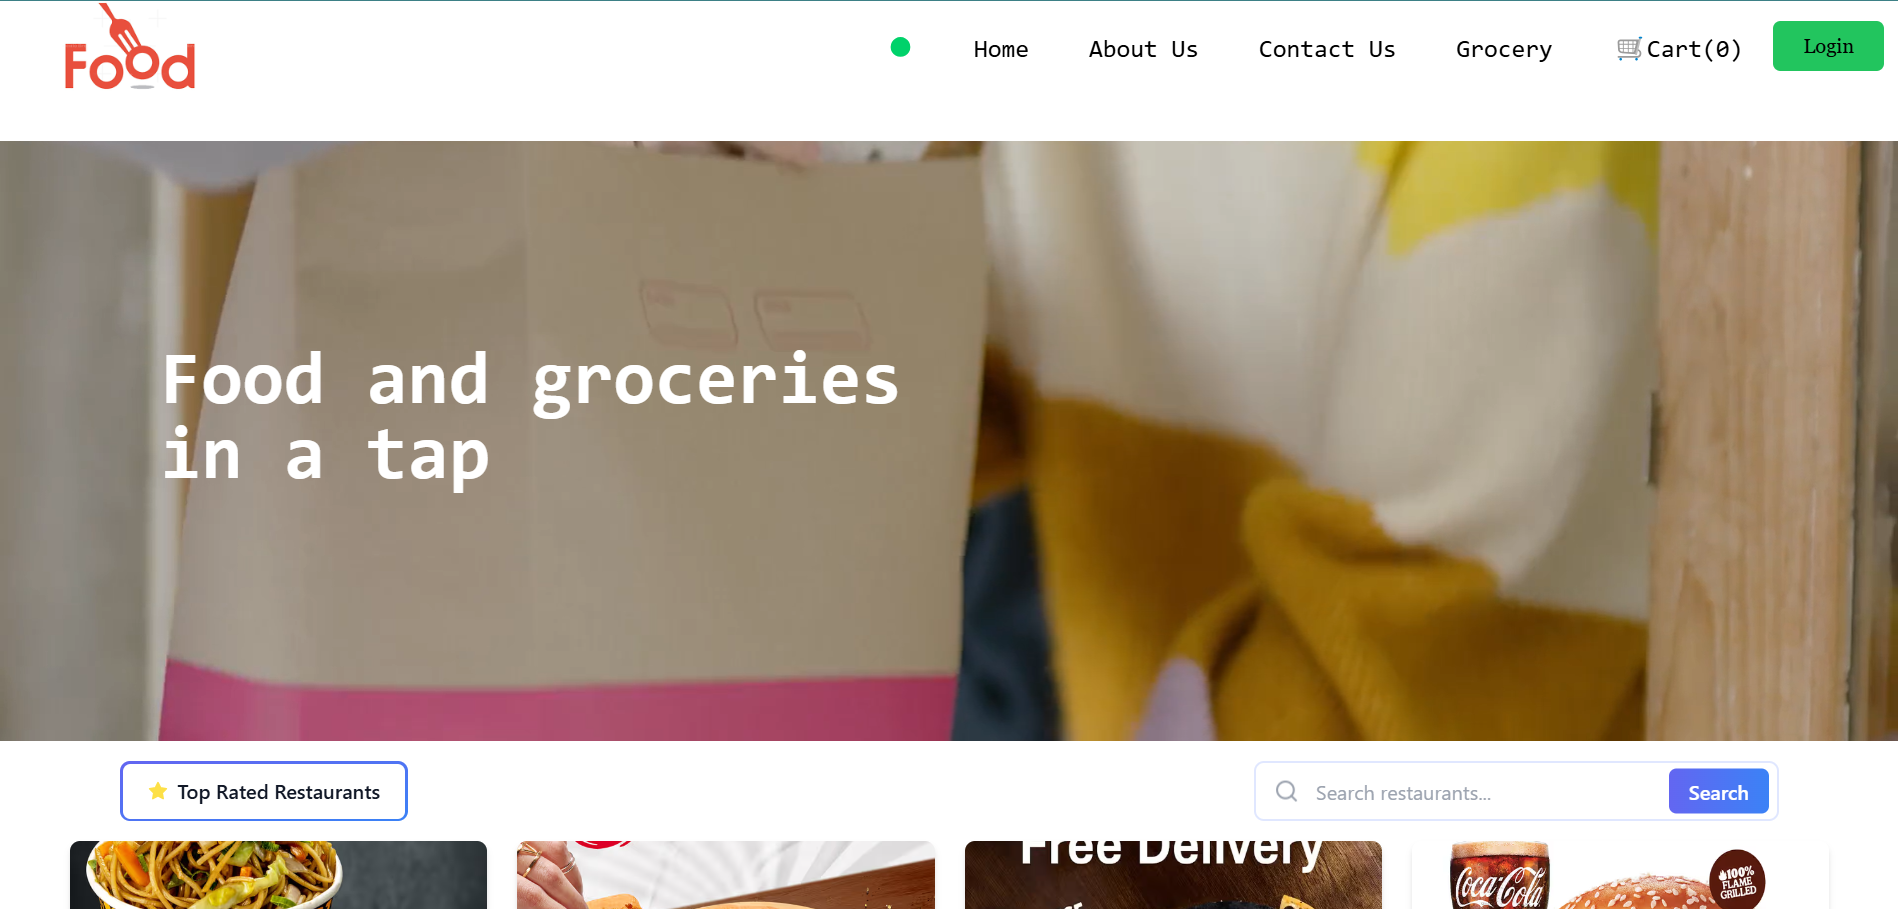 Food
Home
About Us
Contact Us
Grocery
Cart(0)
Login
Food and groceries
in a tap
Top Rated Restaurants
Search restaurants...
Search
Free Delivery
Coca-Cola
100%
FLAME
GRILLED